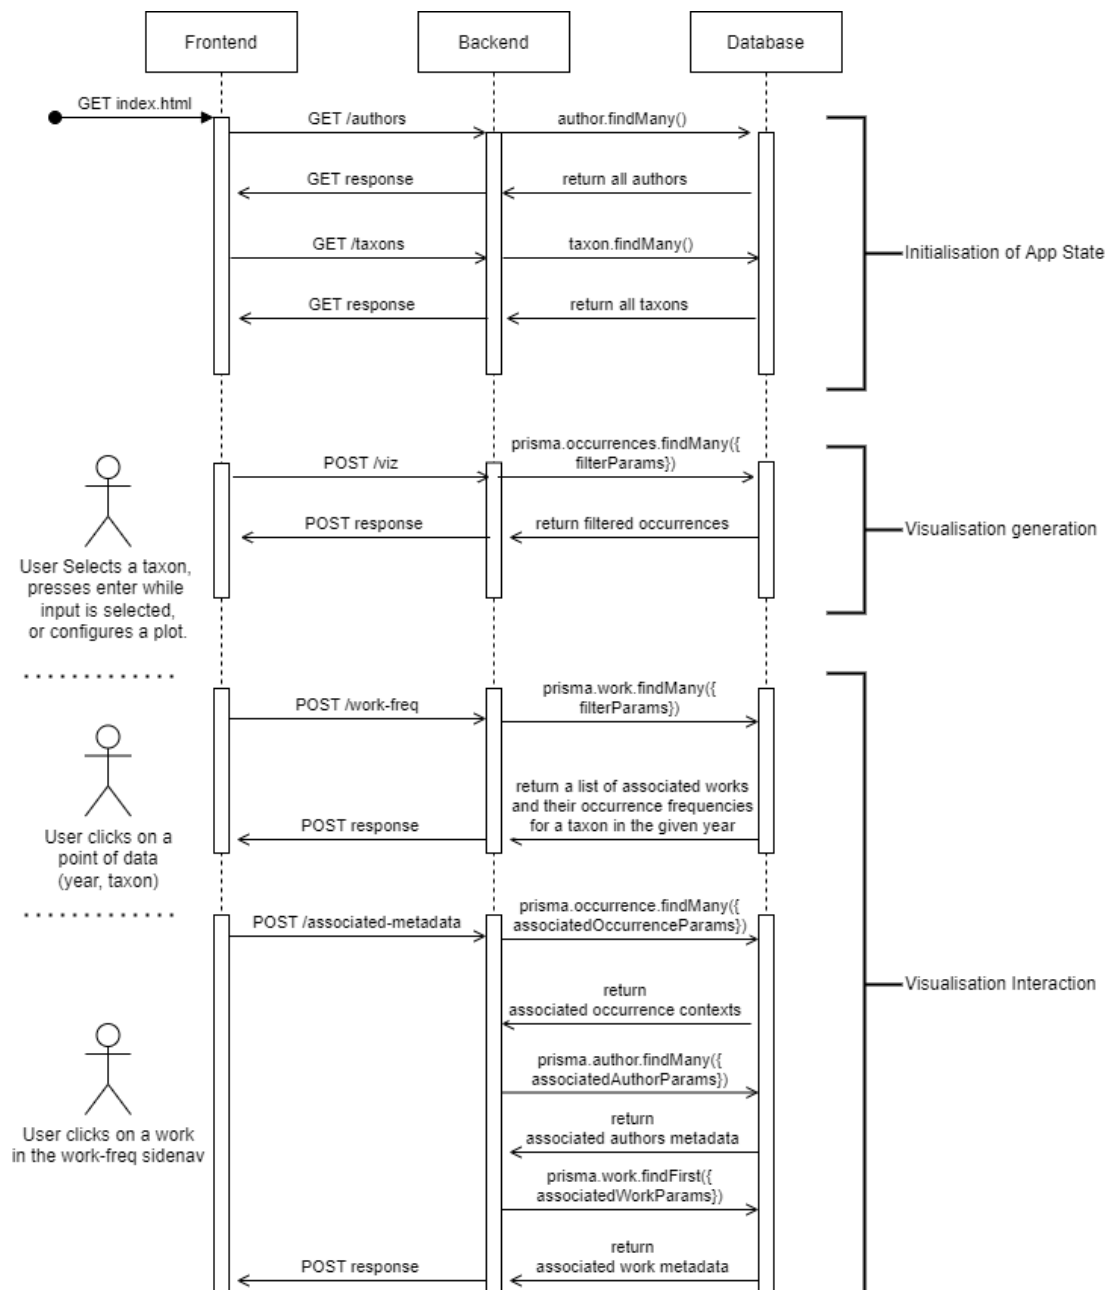 Frontend
Backend
Database
GET index.html
GET /authors
author.findMany()
GET response
return all authors
GET /taxons
taxon.findMany()
Initialisation of App State
GET response
return all taxons
prisma.occurrences.findMany({
filterParams})
POST /viz
POST response
return filtered occurrences
Visualisation generation
User Selects a taxon,
presses enter while
input is selected,
or configures a plot.
prisma.work.findMany({
filterParams})
POST /work-freq
return a list of associated works
and their occurrence frequencies
for a taxon in the given year
POST response
User clicks on a
point of data
(year, taxon)
prisma.occurrence.findMany({
associatedOccurrenceParams})
POST /associated-metadata
Visualisation Interaction
return
associated occurrence contexts
prisma.author.findMany({
associatedAuthorParams})
return
associated authors metadata
User clicks on a work
in the work-freq sidenav
prisma.work.findFirst({
associatedWorkParams})
return
associated work metadata
POST response